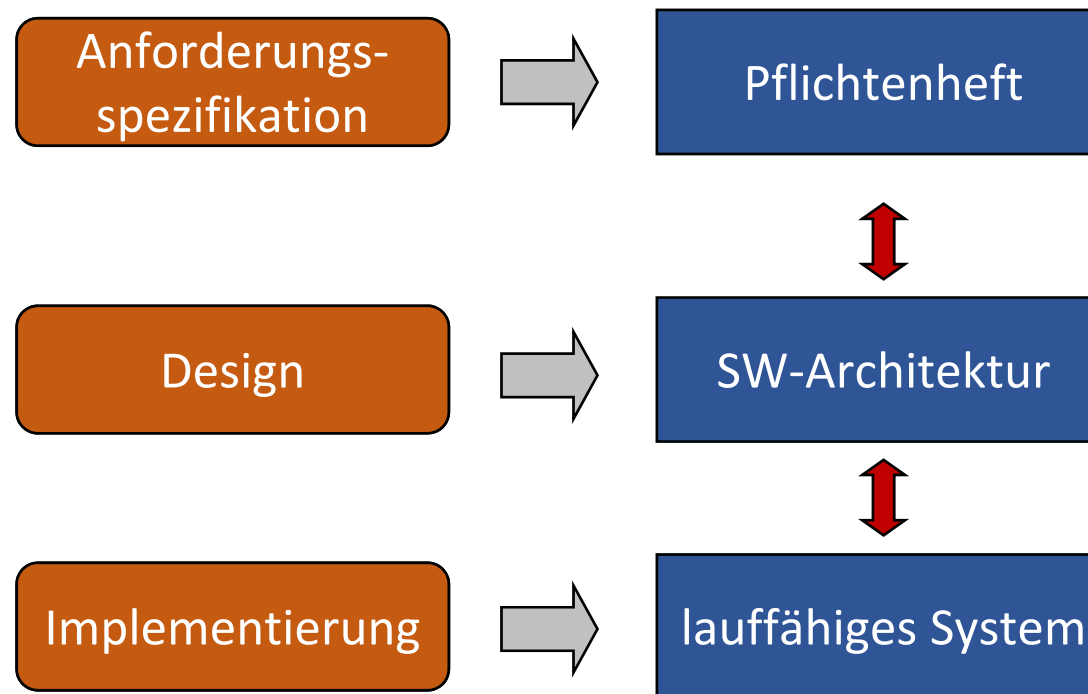 Anforderungs-
spezifikation
Pflichtenheft
Design
SW-Architektur
Implementierung
lauffähiges System